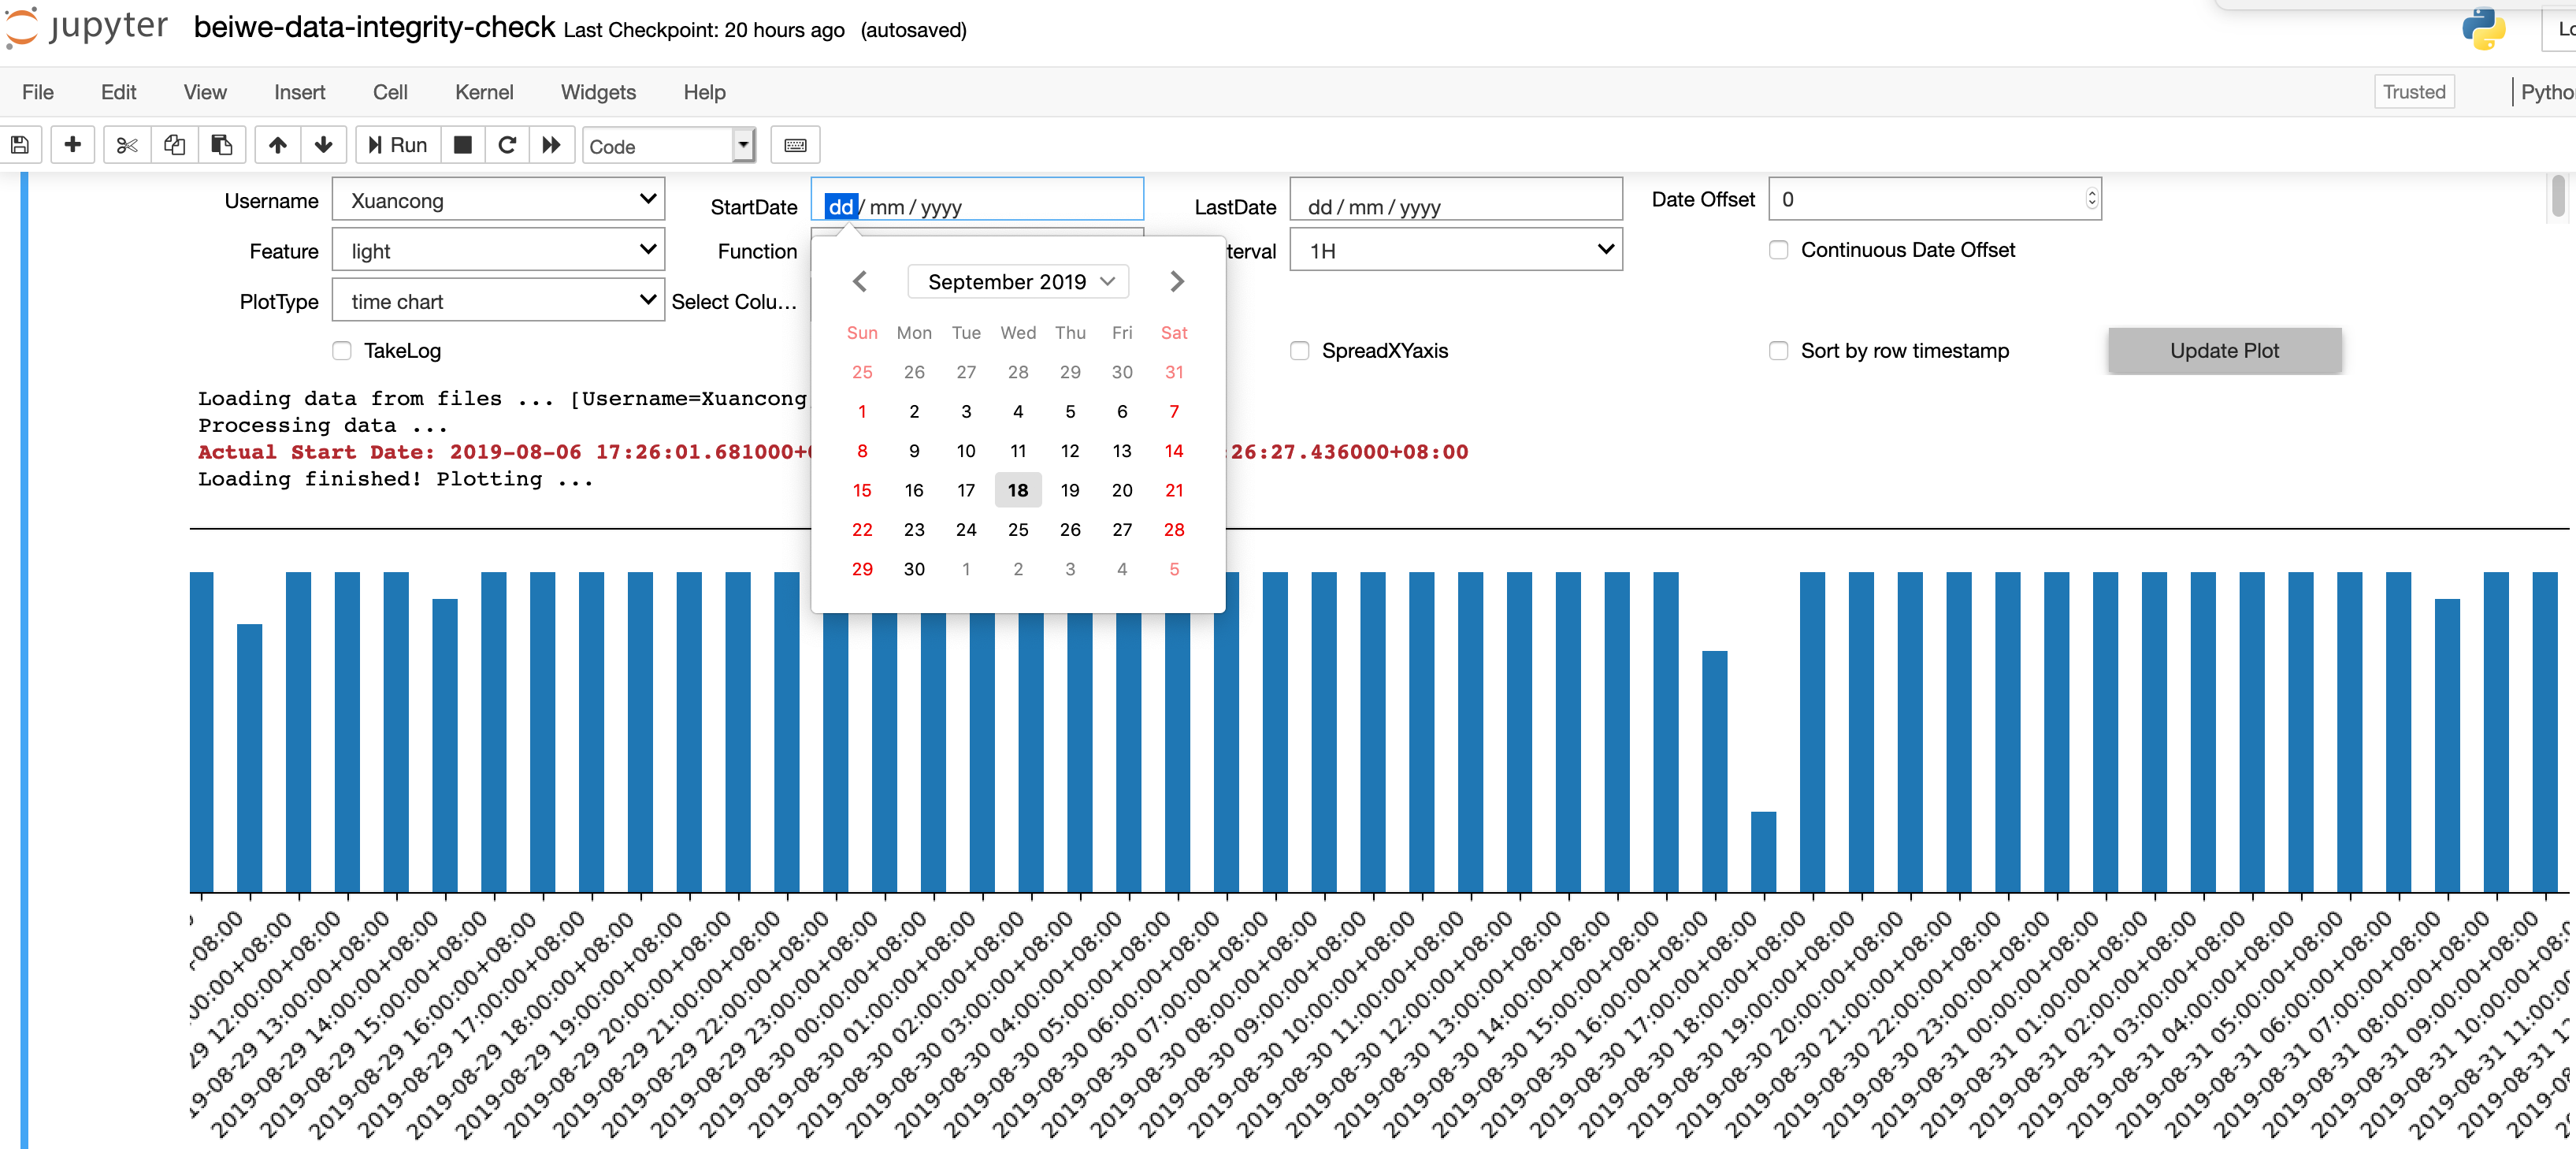 jupyter beiwe-data-integrity-check Last Checkpoint: 20 hours ago (autosaved)
File Edit View Insert Cell Kernel Widgets Help Trusted Pytho
Run Code
Username Xuancong StartDate dd / mm / yyyy LastDate dd / mm / yyyy Date Offset 0
Feature light Function terval 1H Continuous Date Offset
PlotType time chart Select Colu...
TakeLog SpreadXYaxis Sort by row timestamp Update Plot
September 2019
Sun Mon Tue Wed Thu Fri Sat
25 26 27 28 29 30 31
1 2 3 4 5 6 7
8 9 10 11 12 13 14
15 16 17 18 19 20 21
22 23 24 25 26 27 28
29 30 1 2 3 4 5
Loading data from files ... [Username=Xuancong
Processing data ...
Actual Start Date: 2019-08-06 17:26:01.681000+ 26:27.436000+08:00
Loading finished! Plotting ...
08:00
00:00+08:00
29 12:00:00+08:00
19-08-29 13:00:00+08:00
2019-08-29 14:00:00+08:00
2019-08-29 15:00:00+08:00
2019-08-29 16:00:00+08:00
2019-08-29 17:00:00+08:00
2019-08-29 18:00:00+08:00
2019-08-29 19:00:00+08:00
2019-08-29 20:00:00+08:00
2019-08-29 21:00:00+08:00
2019-08-29 22:00:00+08:00
2019-08-29 23:00:00+08:00
2019-08-30 00:00:00+08:00
2019-08-30 01:00:00+08:00
2019-08-30 02:00:00+08:00
2019-08-30 03:00:00+08:00
2019-08-30 04:00:00+08:00
2019-08-30 05:00:00+08:00
2019-08-30 06:00:00+08:00
2019-08-30 07:00:00+08:00
2019-08-30 08:00:00+08:00
2019-08-30 09:00:00+08:00
2019-08-30 10:00:00+08:00
2019-08-30 11:00:00+08:00
2019-08-30 12:00:00+08:00
2019-08-30 13:00:00+08:00
2019-08-30 14:00:00+08:00
2019-08-30 15:00:00+08:00
2019-08-30 16:00:00+08:00
2019-08-30 17:00:00+08:00
2019-08-30 18:00:00+08:00
2019-08-30 19:00:00+08:00
2019-08-30 20:00:00+08:00
2019-08-30 21:00:00+08:00
2019-08-30 22:00:00+08:00
2019-08-30 23:00:00+08:00
2019-08-31 00:00:00+08:00
2019-08-31 01:00:00+08:00
2019-08-31 02:00:00+08:00
2019-08-31 03:00:00+08:00
2019-08-31 04:00:00+08:00
2019-08-31 05:00:00+08:00
2019-08-31 06:00:00+08:00
2019-08-31 07:00:00+08:00
2019-08-31 08:00:00+08:00
2019-08-31 09:00:00+08:00
2019-08-31 10:00:00+08:
2019-08-31 11:00:0
2019-08-31 1
2019-0